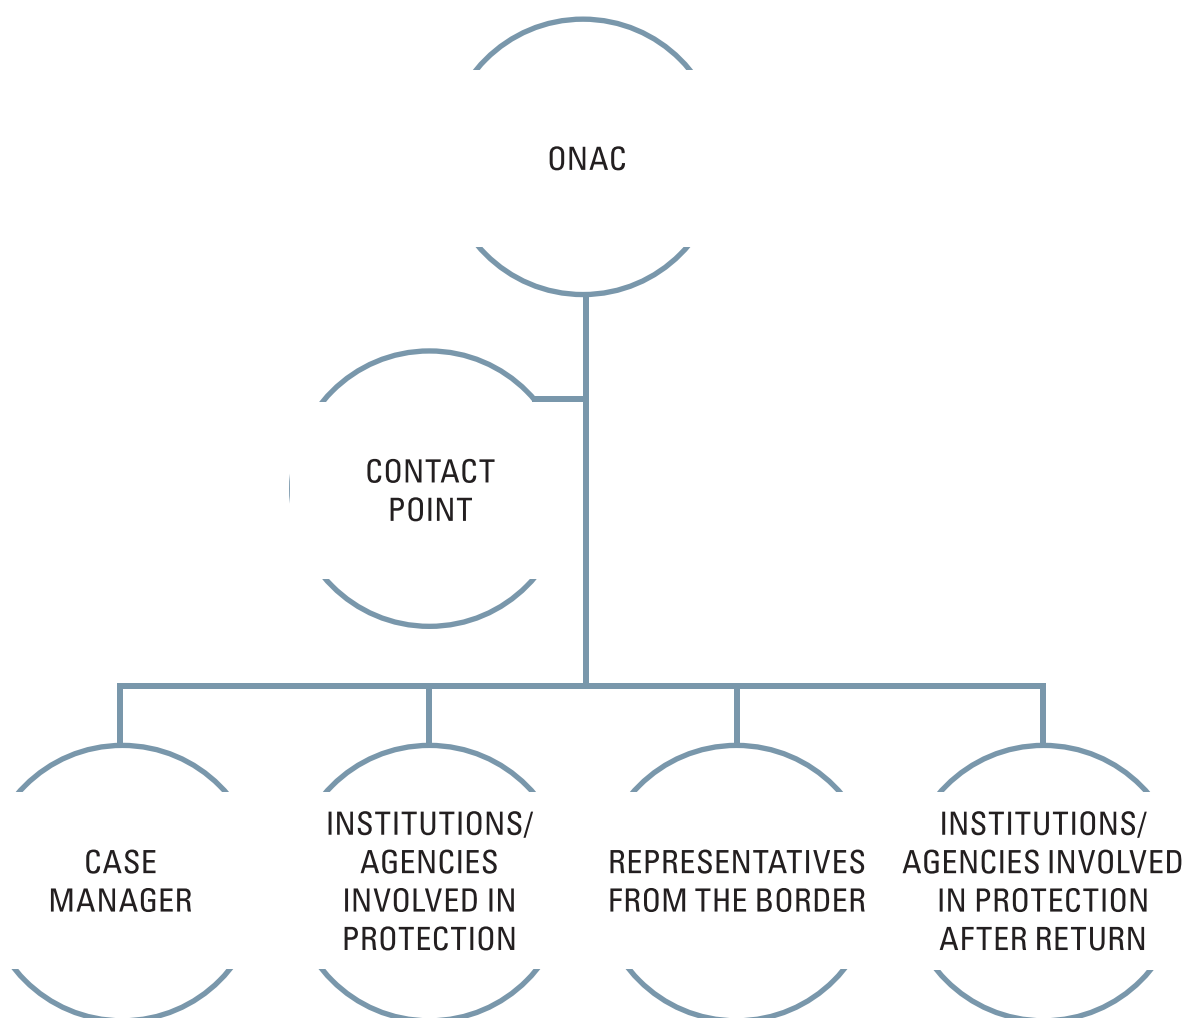 ONAC
CONTACT
POINT
CASE
MANAGER
INSTITUTIONS/
AGENCIES
INVOLVED IN
PROTECTION
REPRESENTATIVES
FROM THE BORDER
INSTITUTIONS/
AGENCIES INVOLVED
IN PROTECTION
AFTER RETURN